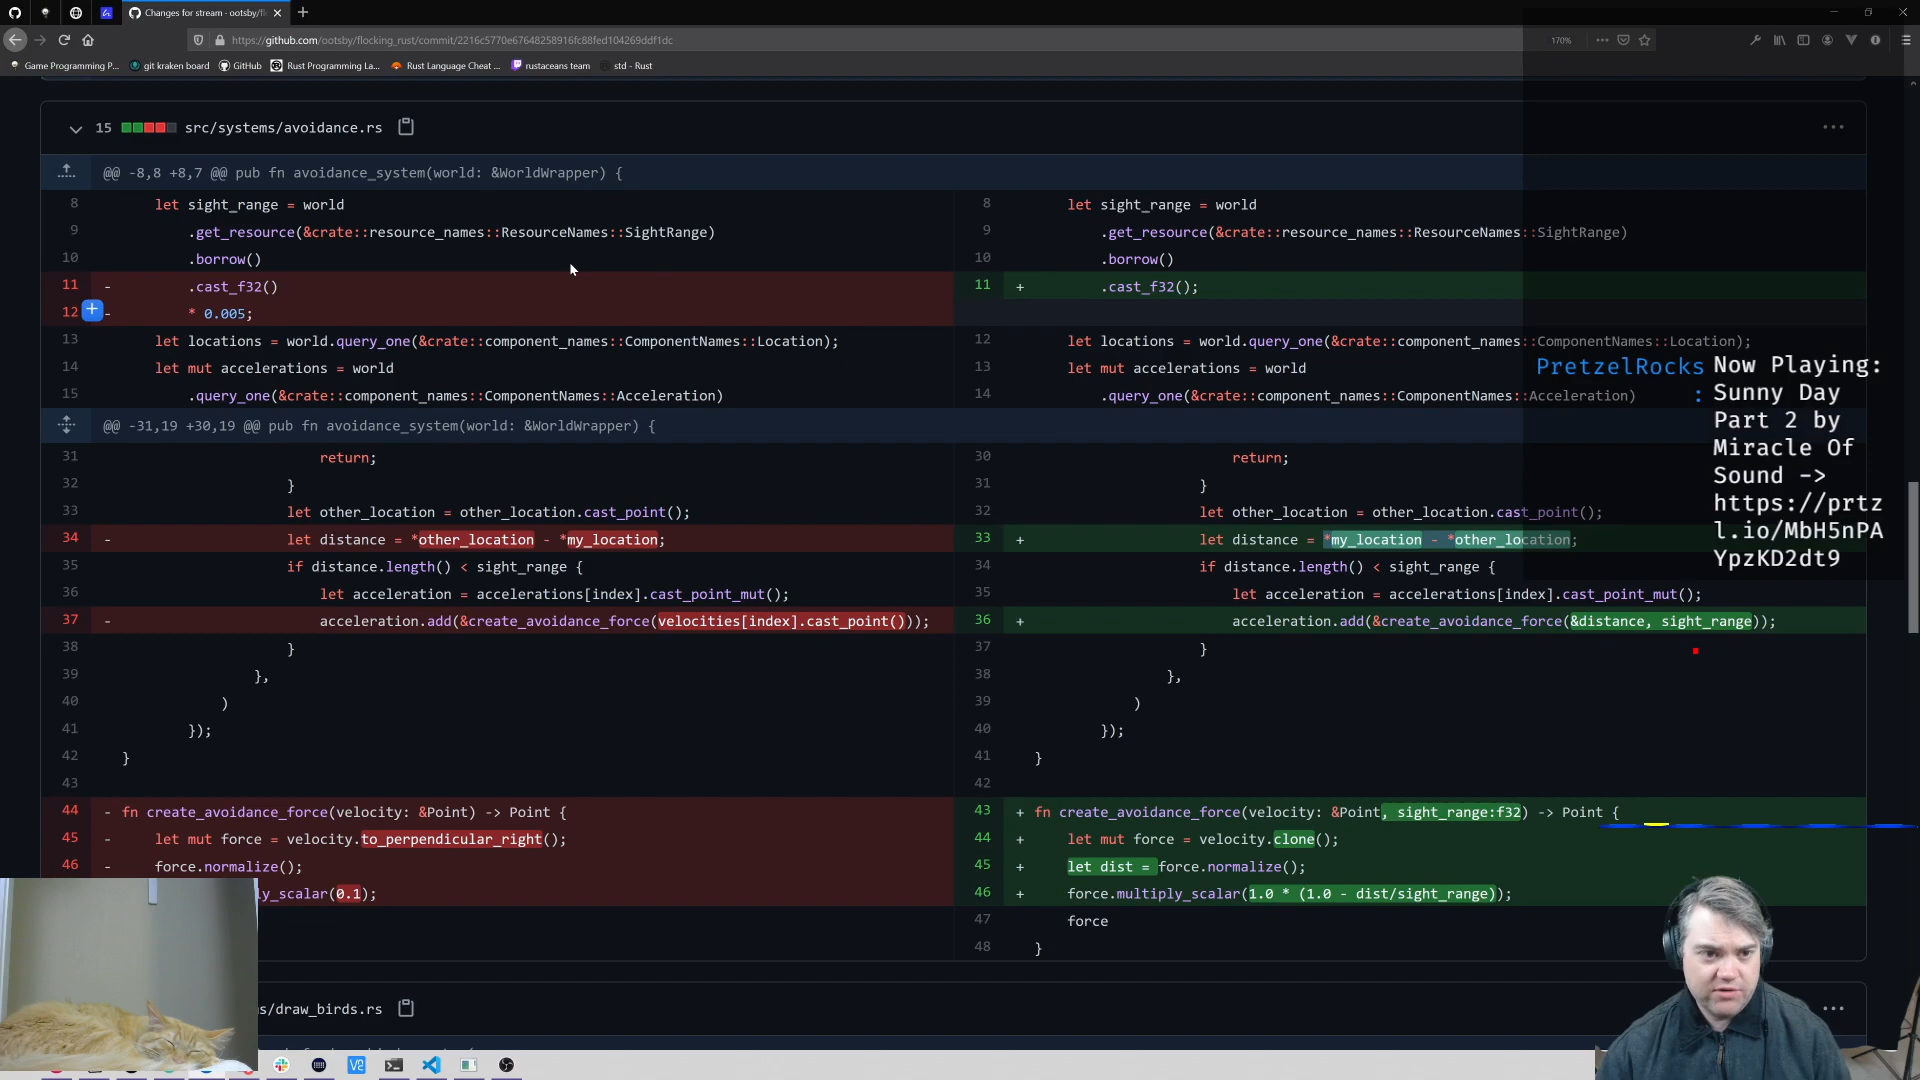 Changes for stream - ootsby/fl
https://github.com/ootsby/flocking_rust/commit/2216c5770e67648258916fc88fed104269ddf1dc
170%
Game Programming P...
git kraken board
GitHub
Rust Programming La...
Rust Language Cheat ...
rustaceans team
std - Rust
15 src/systems/avoidance.rs
@@ -8,8 +8,7 @@ pub fn avoidance_system(world: &WorldWrapper) {
8 let sight_range = world
9 .get_resource(&crate::resource_names::ResourceNames::SightRange)
10 .borrow()
11 - .cast_f32()
12 - * 0.005;
13 let locations = world.query_one(&crate::component_names::ComponentNames::Location);
14 let mut accelerations = world
15 .query_one(&crate::component_names::ComponentNames::Acceleration)
8 let sight_range = world
9 .get_resource(&crate::resource_names::ResourceNames::SightRange)
10 .borrow()
11 + .cast_f32();
12 let locations = world.query_one(&crate::component_names::ComponentNames::Location);
13 let mut accelerations = world
14 .query_one(&crate::component_names::ComponentNames::Acceleration)
@@ -31,19 +30,19 @@ pub fn avoidance_system(world: &WorldWrapper) {
31 return;
32 }
33 let other_location = other_location.cast_point();
34 - let distance = *other_location - *my_location;
35 if distance.length() < sight_range {
36 let acceleration = accelerations[index].cast_point_mut();
37 - acceleration.add(&create_avoidance_force(velocities[index].cast_point()));
38 }
39 },
40 )
41 });
42 }
43
44 - fn create_avoidance_force(velocity: &Point) -> Point {
45 - let mut force = velocity.to_perpendicular_right();
46 - force.normalize();
ly_scalar(0.1);
30 return;
31 }
32 let other_location = other_location.cast_point();
33 + let distance = *my_location - *other_location;
34 if distance.length() < sight_range {
35 let acceleration = accelerations[index].cast_point_mut();
36 + acceleration.add(&create_avoidance_force(&distance, sight_range));
37 }
38 },
39 )
40 });
41 }
42
43 + fn create_avoidance_force(velocity: &Point, sight_range:f32) -> Point {
44 + let mut force = velocity.clone();
45 + let dist = force.normalize();
46 + force.multiply_scalar(1.0 * (1.0 - dist/sight_range));
47 force
48 }
PretzelRocks : Now Playing:
Sunny Day
Part 2 by
Miracle Of
Sound ->
https://prtz
l.io/MbH5nPA
YpzKD2dt9
s/draw_birds.rs